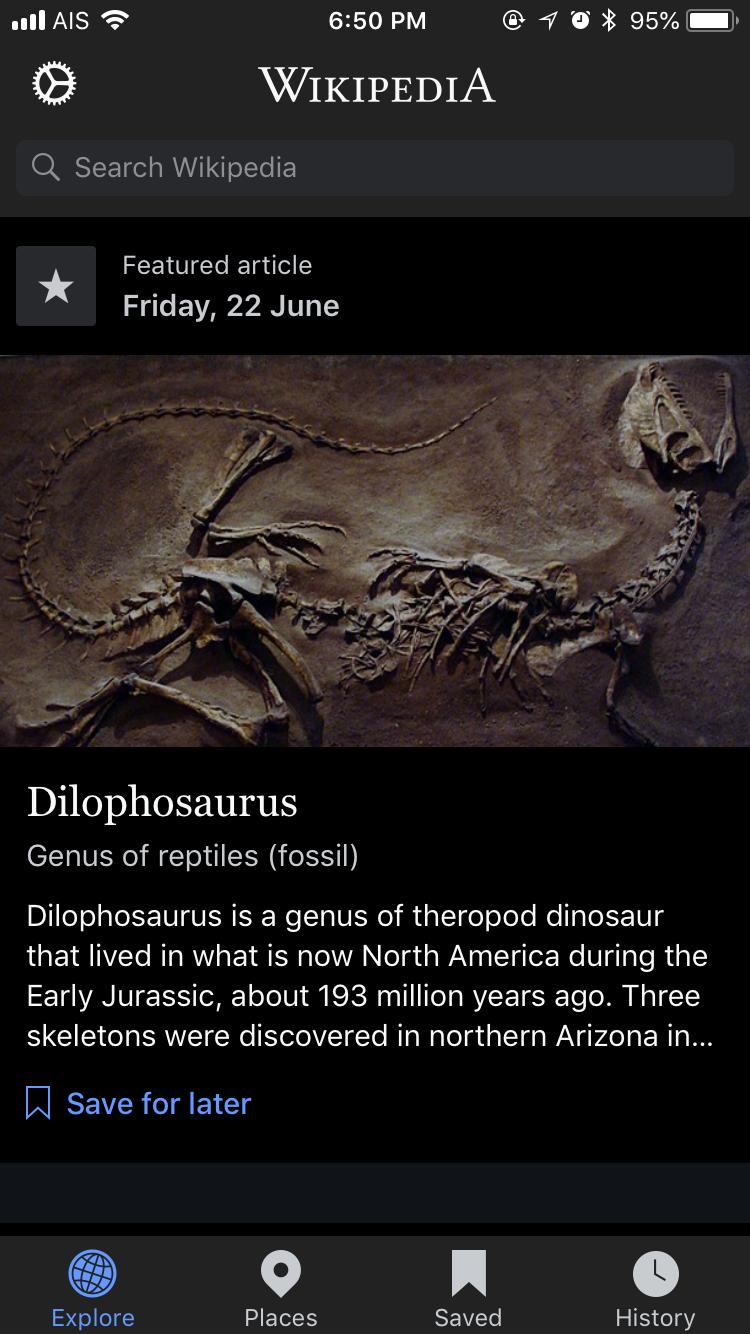 AIS 6:50 PM 95%
WIKIPEDIA
Search Wikipedia
Featured article
Friday, 22 June
Dilophosaurus
Genus of reptiles (fossil)
Dilophosaurus is a genus of theropod dinosaur
that lived in what is now North America during the
Early Jurassic, about 193 million years ago. Three
skeletons were discovered in northern Arizona in...
Save for later
Explore Places Saved History